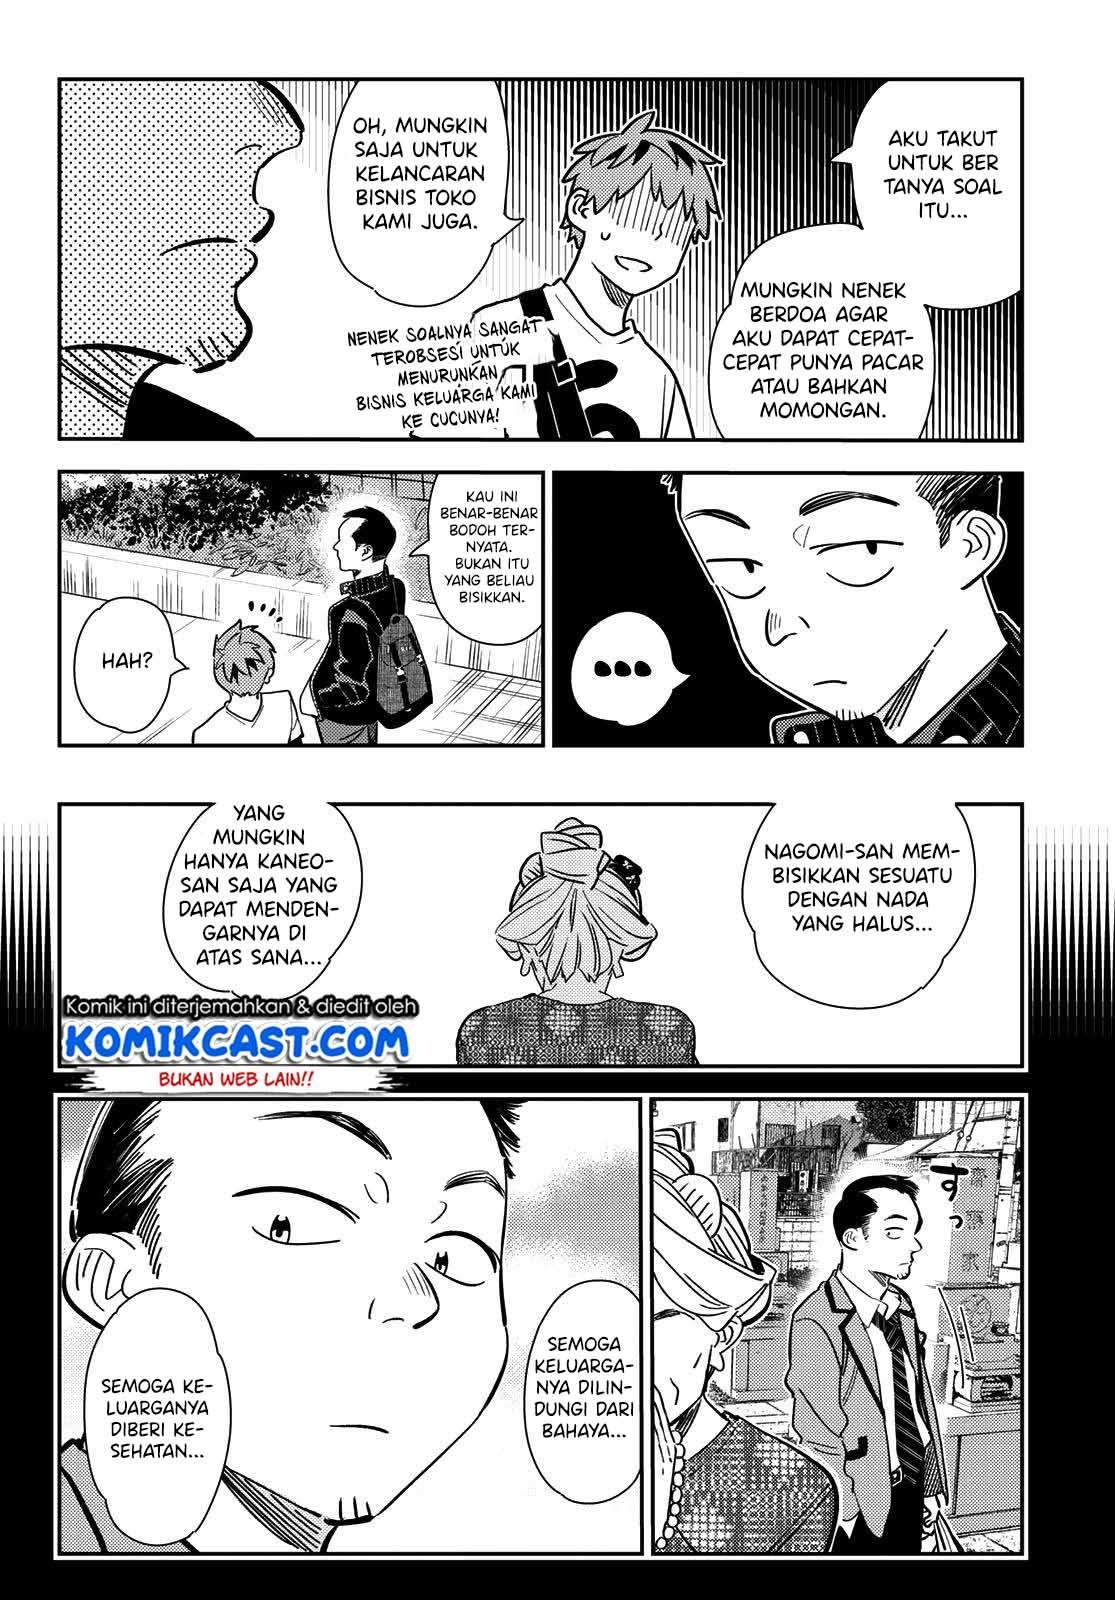 AKU TAKUT
UNTUK BER
TANYA SOAL
ITU...
MUNGKIN NENEK
BERDOA AGAR
AKU DAPAT CEPAT-
CEPAT PUNYA PACAR
ATAU BAHKAN
MOMONGAN.
OH, MUNGKIN
SAJA UNTUK
KELANCARAN
BISNIS TOKO
KAMI JUGA.
NENEK SOALNYA SANGAT
TEROBSESI UNTUK
MENURUNKAN
BISNIS KELUARGA KAMI
KE CUCUNYA!
●●●
KAU INI
BENAR-BENAR
BODOH TER-
NYATA.
BUKAN ITU
YANG BELIAU
BISIKKAN.
HAH?
NAGOMI-SAN MEM-
BISIKKAN SESUATU
DENGAN NADA
YANG HALUS...
YANG
MUNGKIN
HANYA KANEO-
SAN SAJA YANG
DAPAT MENDEN-
GARNYA DI
ATAS SANA...
Komik ini diterjemahkan & diedit oleh
KOMIKCAST.COM
BUKAN WEB LAIN!!
すっ
SEMOGA
KELUARGA-
NYA DILIN-
DUNGI DARI
BAHAYA...
SEMOGA KE-
LUARGANYA
DIBERI KE-
SEHATAN...